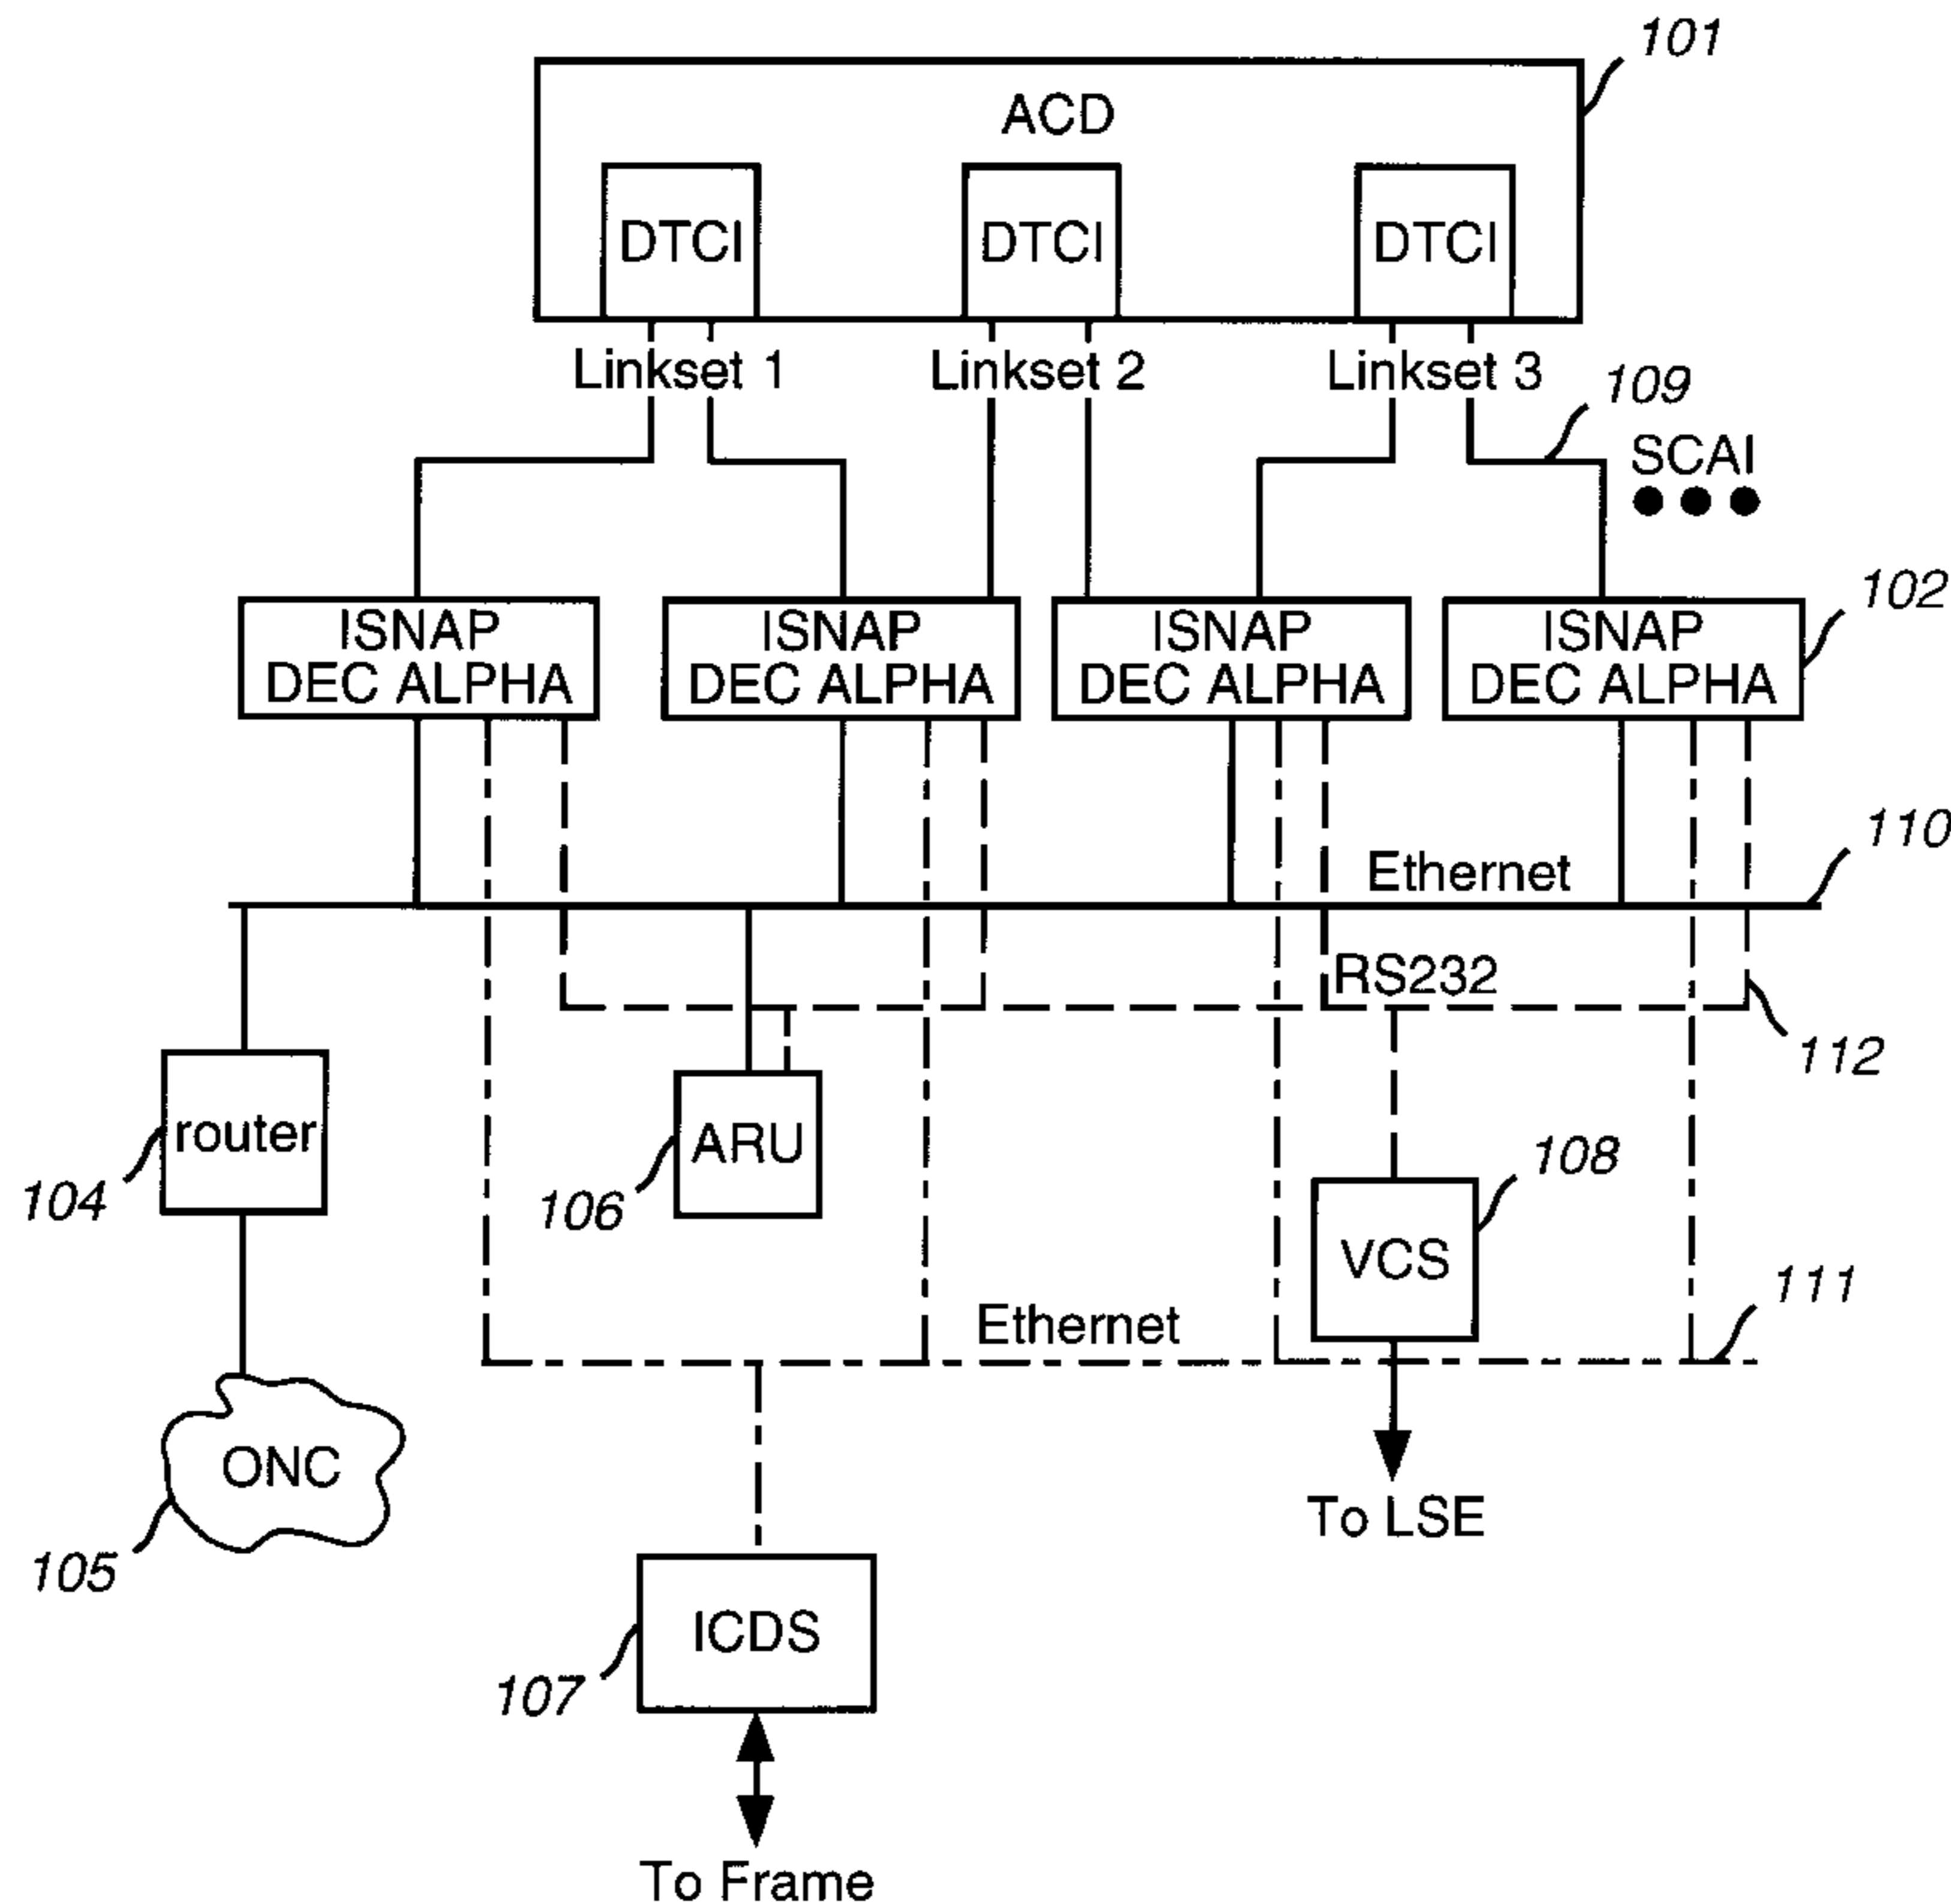 101
ACD
DTCI
DTCI
DTCI
Linkset 1
Linkset 2
Linkset 3
109
SCAI
ISNAP
DEC ALPHA
ISNAP
DEC ALPHA
ISNAP
DEC ALPHA
ISNAP
DEC ALPHA
102
Ethernet
110
RS232
112
router
104
ARU
106
108
VCS
111
Ethernet
ONC
105
To LSE
ICDS
107
To Frame